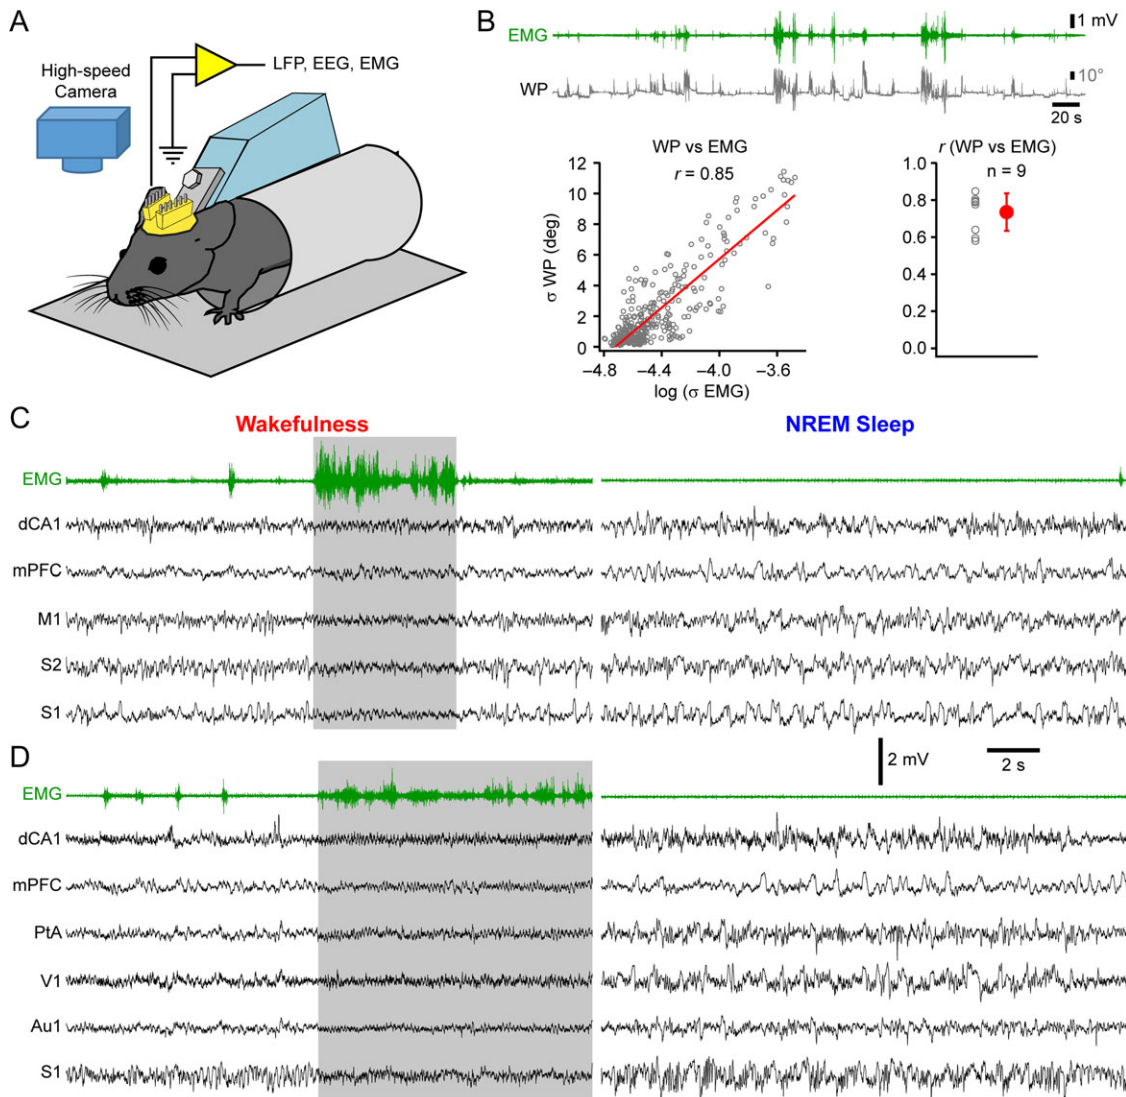 A
High-speed
Camera
LFP, EEG, EMG
B
EMG
1 mV
WP
10°
20 s
WP vs EMG
r = 0.85
σ WP (deg)
12
10
8
6
4
2
0
–4.8
–4.4
–4.0
–3.6
log (σ EMG)
r (WP vs EMG)
n = 9
1.0
0.8
0.6
0.4
0.2
0.0
C
Wakefulness
NREM Sleep
EMG
dCA1
mPFC
M1
S2
S1
2 mV
2 s
D
EMG
dCA1
mPFC
PtA
V1
Au1
S1